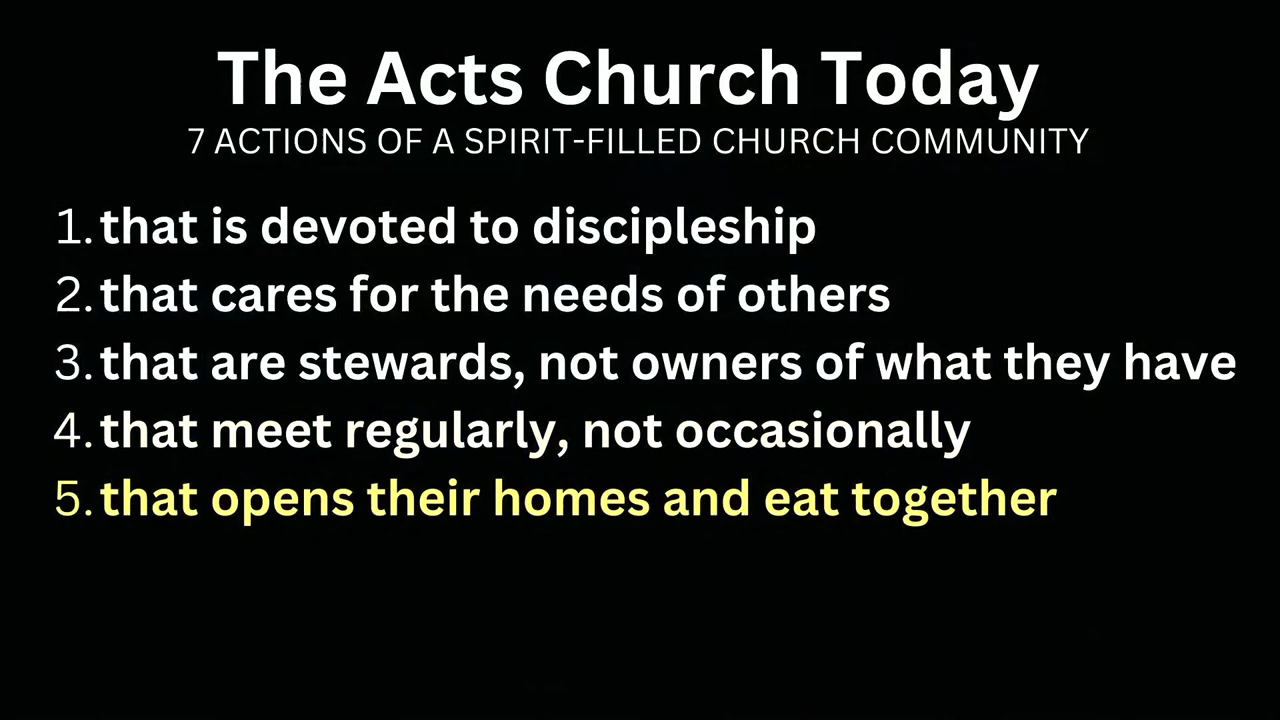 The Acts Church Today
7 ACTIONS OF A SPIRIT-FILLED CHURCH COMMUNITY
1. that is devoted to discipleship
2. that cares for the needs of others
3. that are stewards, not owners of what they have
4. that meet regularly, not occasionally
5. that opens their homes and eat together